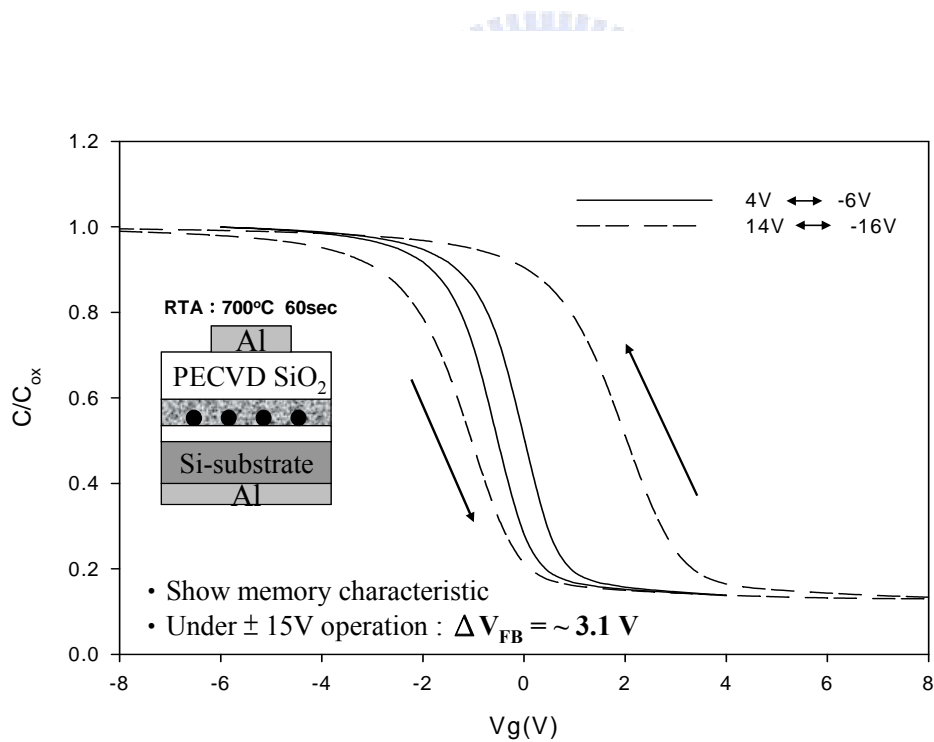 1.2
1.0
0.8
0.6
0.4
0.2
0.0
C/Cox
4V ↔ -6V
14V ↔ -16V
RTA : 700oC 60sec
Al
PECVD SiO2
Si-substrate
Al
· Show memory characteristic
· Under ± 15V operation : Δ VFB = ~ 3.1 V
-8 -6 -4 -2 0 2 4 6 8
Vg(V)